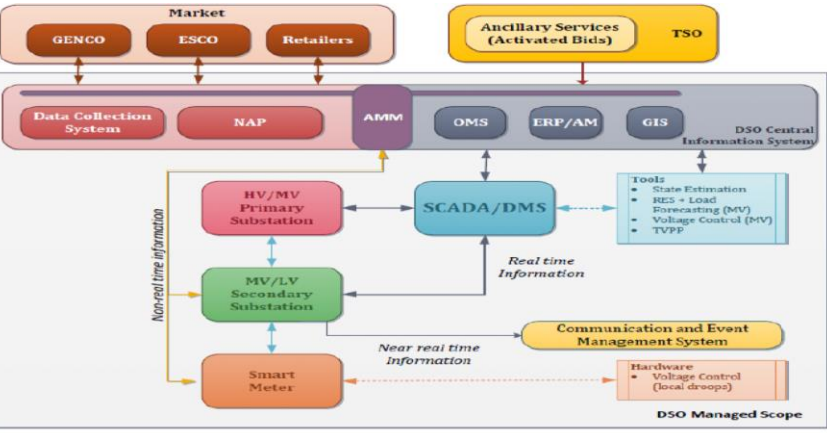 Market
GENCO
ESCO
Retailers
Ancillary Services
(Activated Bids)
TSO
Data Collection
System
NAP
AMM
OMS
ERP/AM
GIS
DSO Central
Information System
HV/MV
Primary
Substation
SCADA/DMS
Tools
• State Estimation
• RES + Load
Forecasting (MV)
• Voltage Control (MV)
• TVPP
Non-real time information
Real time
Information
MV/LV
Secondary
Substation
Communication and Event
Management System
Near real time
Information
Smart
Meter
Hardware
• Voltage Control
(local droops)
DSO Managed Scope